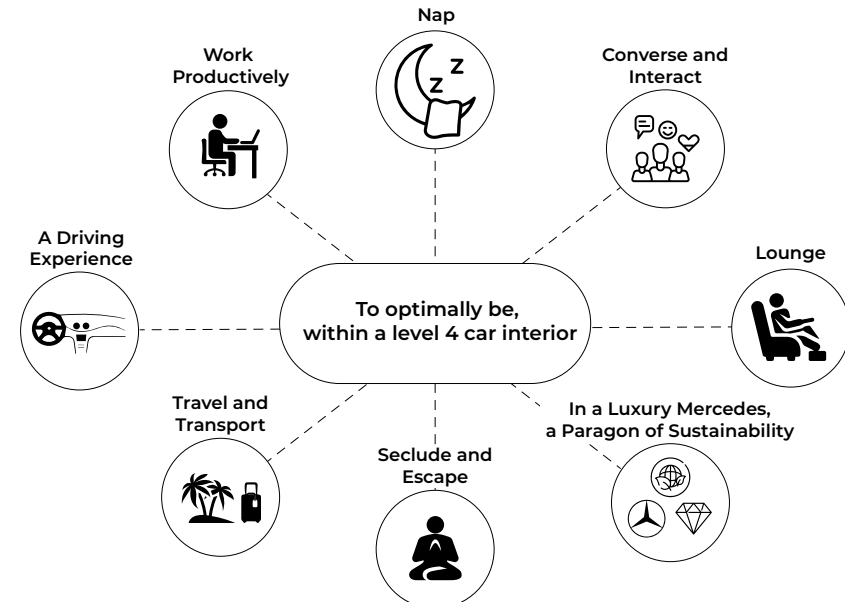 Nap
Work
Productively
Converse and
Interact
z
z
A Driving
Experience
Lounge
To optimally be,
within a level 4 car interior
Travel and
Transport
In a Luxury Mercedes,
a Paragon of Sustainability
Seclude and
Escape